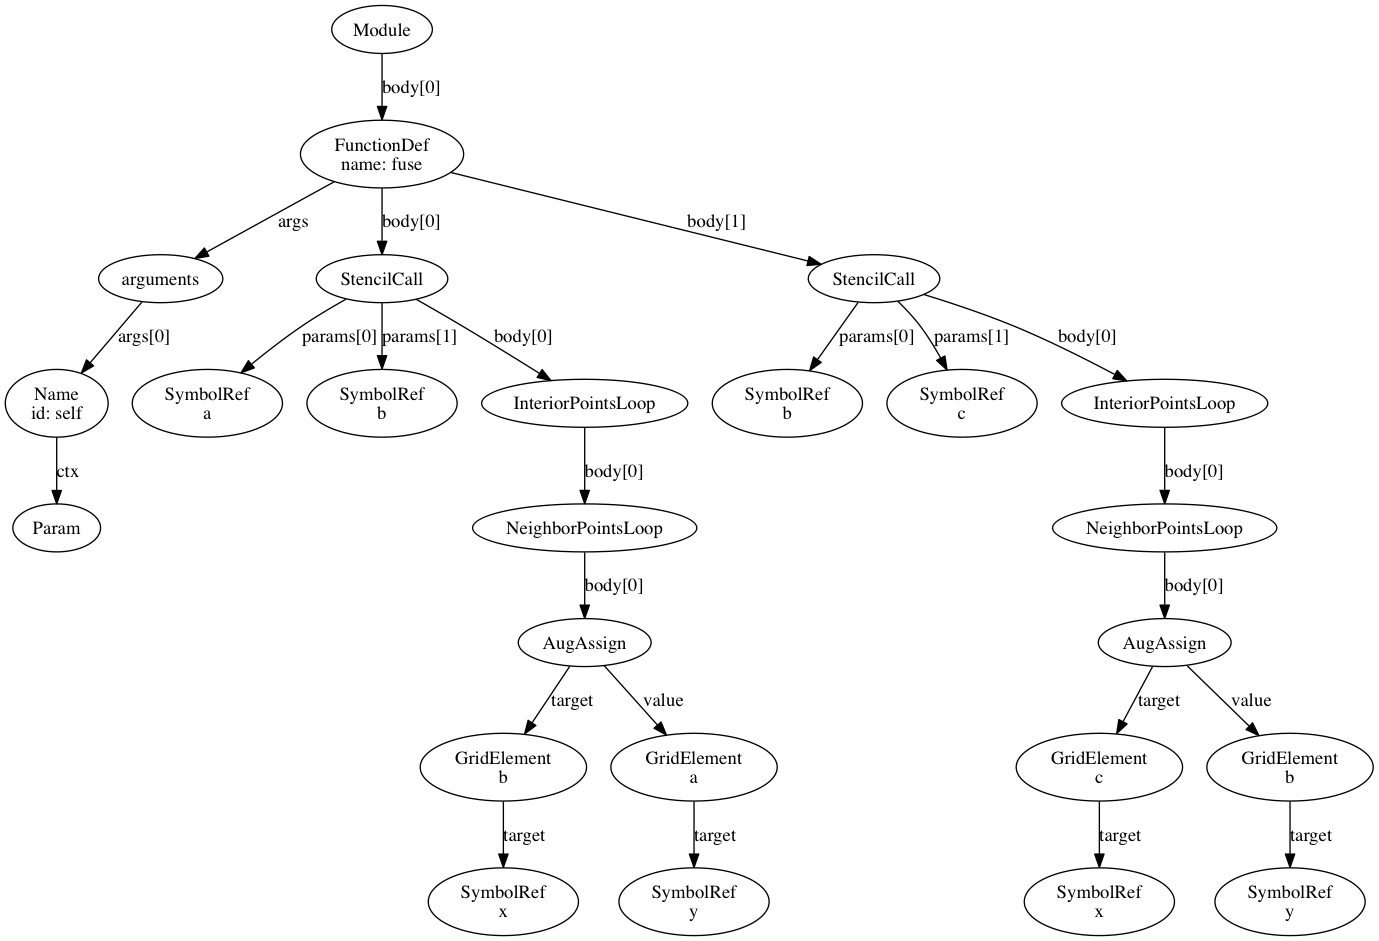 Module
body[0]
FunctionDef
name: fuse
args
body[0]
body[1]
arguments
StencilCall
StencilCall
args[0]
params[0]
params[1]
body[0]
params[0]
params[1]
body[0]
Name
id: self
SymbolRef
a
SymbolRef
b
InteriorPointsLoop
SymbolRef
b
SymbolRef
c
InteriorPointsLoop
ctx
body[0]
body[0]
Param
NeighborPointsLoop
NeighborPointsLoop
body[0]
body[0]
AugAssign
AugAssign
target
value
target
value
GridElement
b
GridElement
a
GridElement
c
GridElement
b
target
target
target
target
SymbolRef
x
SymbolRef
y
SymbolRef
x
SymbolRef
y